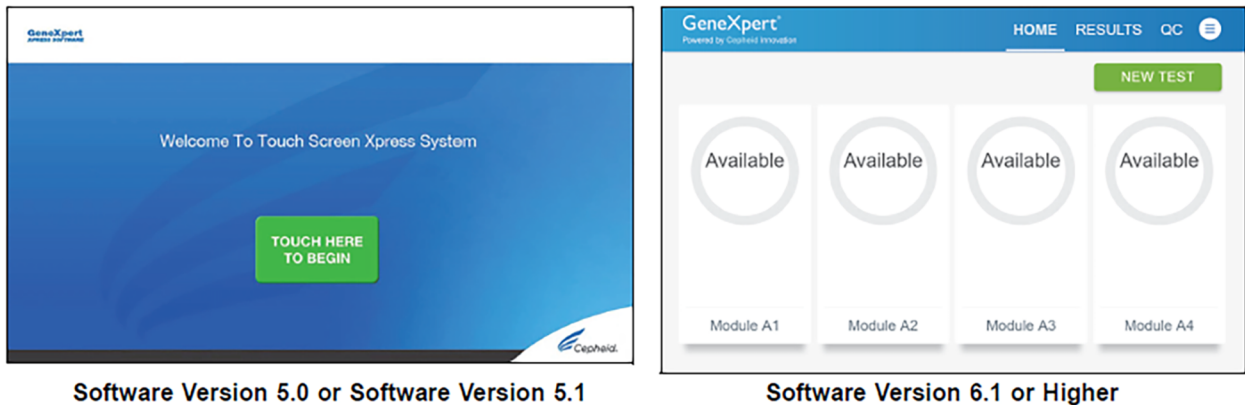 GeneXpert
XPRESS SOFTWARE
Welcome To Touch Screen Xpress System
TOUCH HERE
TO BEGIN
Cepheid.
Software Version 5.0 or Software Version 5.1
GeneXpert®
Powered by Cepheid Innovation
HOME RESULTS QC
NEW TEST
Available Available Available Available
Module A1 Module A2 Module A3 Module A4
Software Version 6.1 or Higher